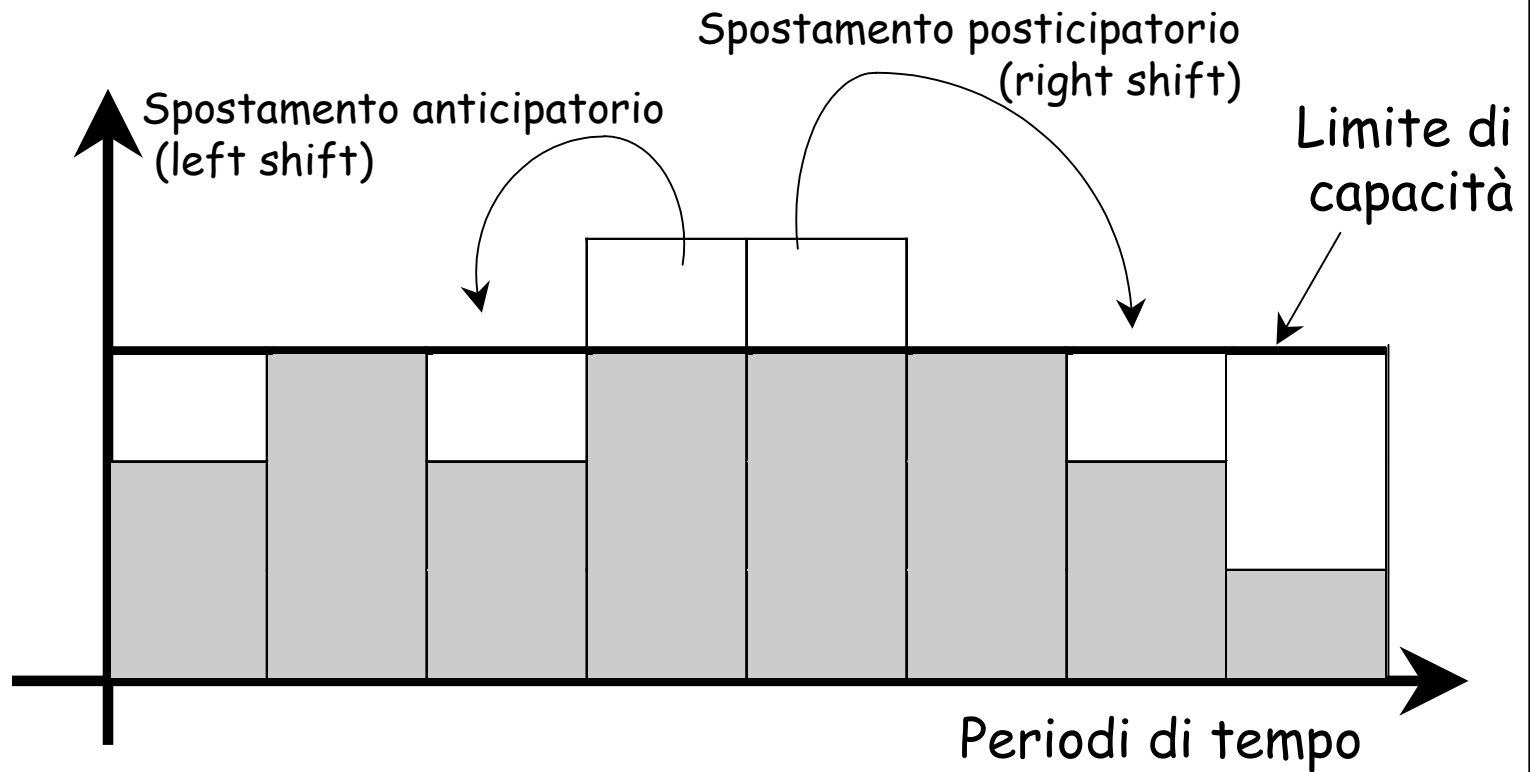 Spostamento posticipatorio
(right shift)
Spostamento anticipatorio
(left shift)
Limite di
capacità
Periodi di tempo